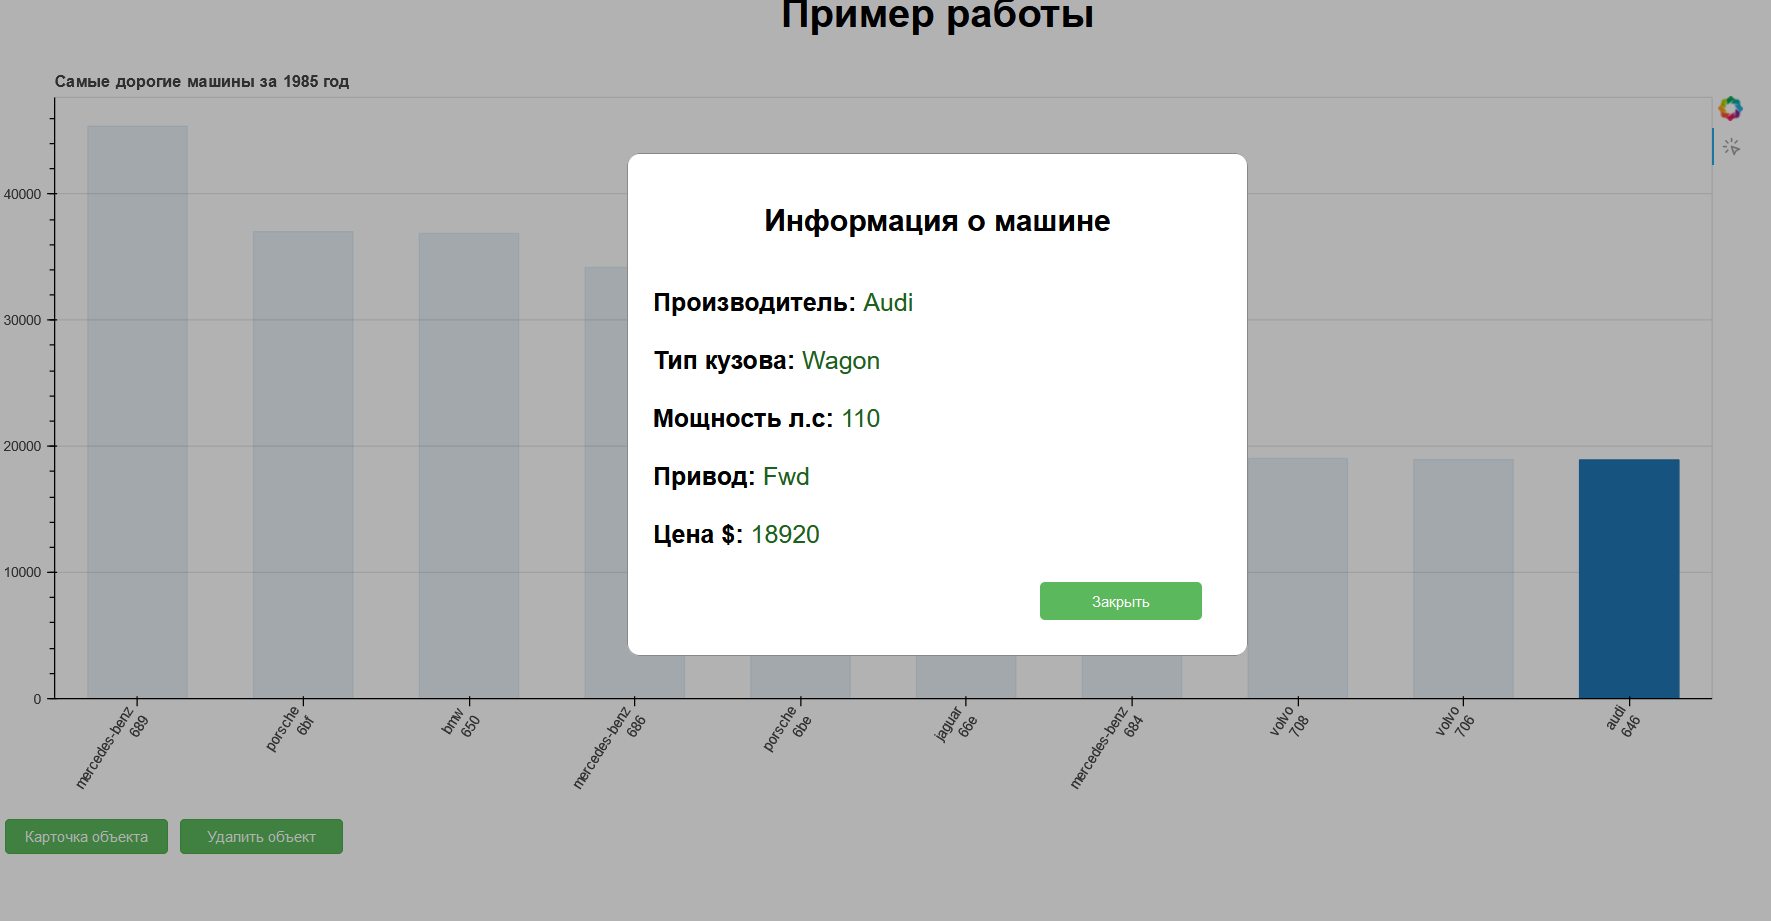 Пример работы
Самые дорогие машины за 1985 год
40000
30000
20000
10000
0
Информация о машине
Производитель: Audi
Тип кузова: Wagon
Мощность л.с: 110
Привод: Fwd
Цена $: 18920
Закрыть
mercedes-benz
689
porsche
6bf
bmw
650
mercedes-benz
686
porsche
6be
jaguar
66e
mercedes-benz
684
volvo
708
volvo
706
audi
646
Карточка объекта
Удалить объект